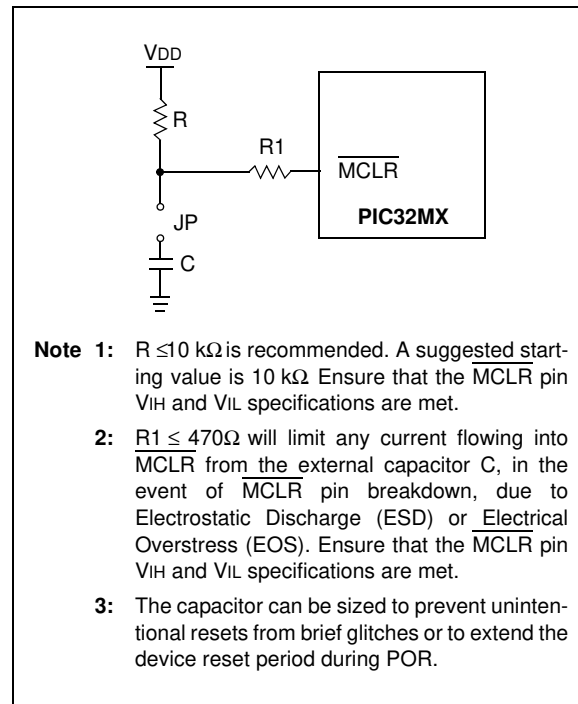 VDD
R
R1
MCLR
JP
PIC32MX
C
Note 1: R ≤10 kΩ is recommended. A suggested start-
ing value is 10 kΩ Ensure that the MCLR pin
VIH and VIL specifications are met.
2: R1 ≤ 470Ω will limit any current flowing into
MCLR from the external capacitor C, in the
event of MCLR pin breakdown, due to
Electrostatic Discharge (ESD) or Electrical
Overstress (EOS). Ensure that the MCLR pin
VIH and VIL specifications are met.
3: The capacitor can be sized to prevent uninten-
tional resets from brief glitches or to extend the
device reset period during POR.